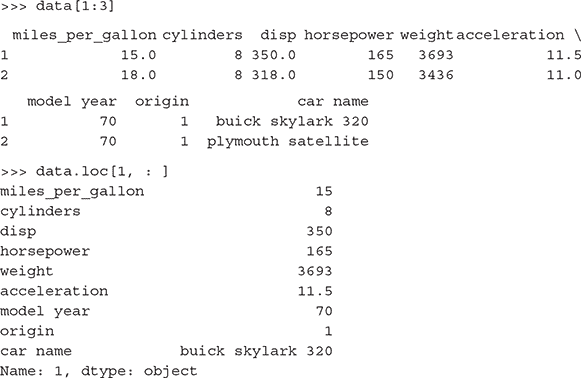 >>> data[1:3]
miles_per_gallon cylinders disp horsepower weightacceleration \
1 15.0 8 350.0 165 3693 11.5
2 18.0 8 318.0 150 3436 11.0
model year origin car name
1 70 1 buick skylark 320
2 70 1 plymouth satellite
>>> data.loc[1, : ]
miles_per_gallon 15
cylinders 8
disp 350
horsepower 165
weight 3693
acceleration 11.5
model year 70
origin 1
car name buick skylark 320
Name: 1, dtype: object